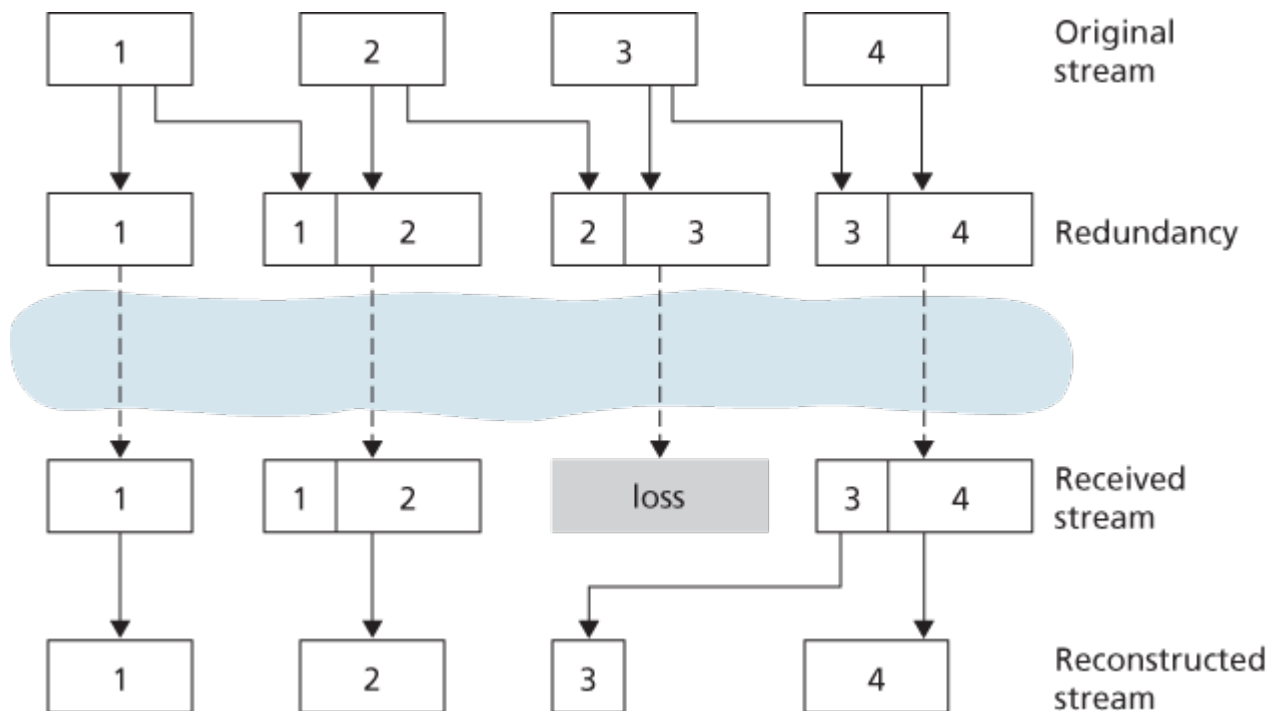 1 2 3 4 Original
stream
1 1 2 2 3 3 4 Redundancy
1 1 2 loss 3 4 Received
stream
1 2 3 4 Reconstructed
stream